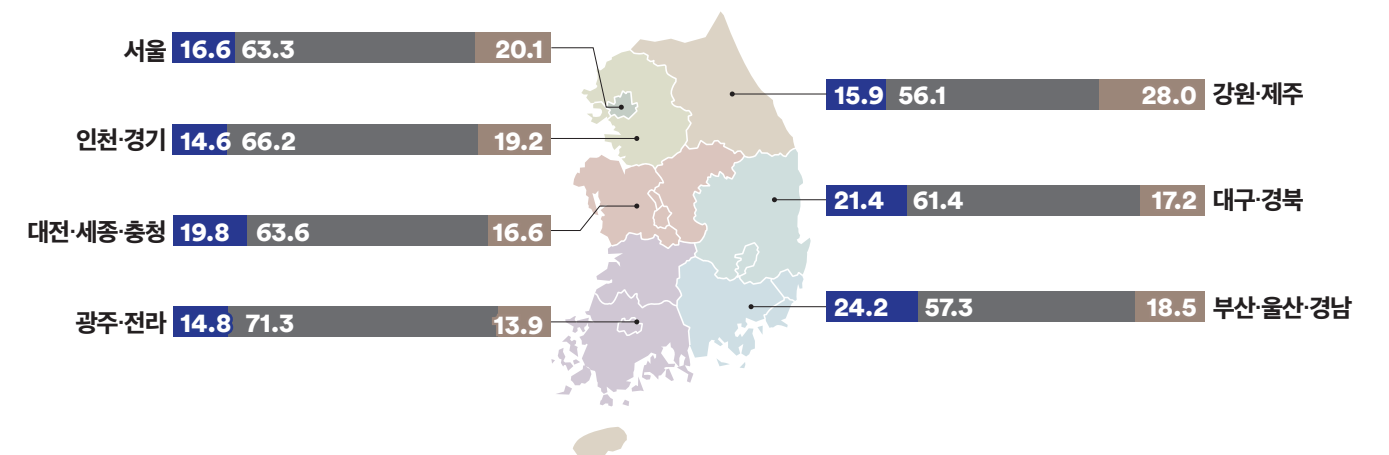 서울 16.6 63.3 20.1
인천·경기 14.6 66.2 19.2
대전·세종·충청 19.8 63.6 16.6
광주·전라 14.8 71.3 13.9
15.9 56.1 28.0 강원·제주
21.4 61.4 17.2 대구·경북
24.2 57.3 18.5 부산·울산·경남